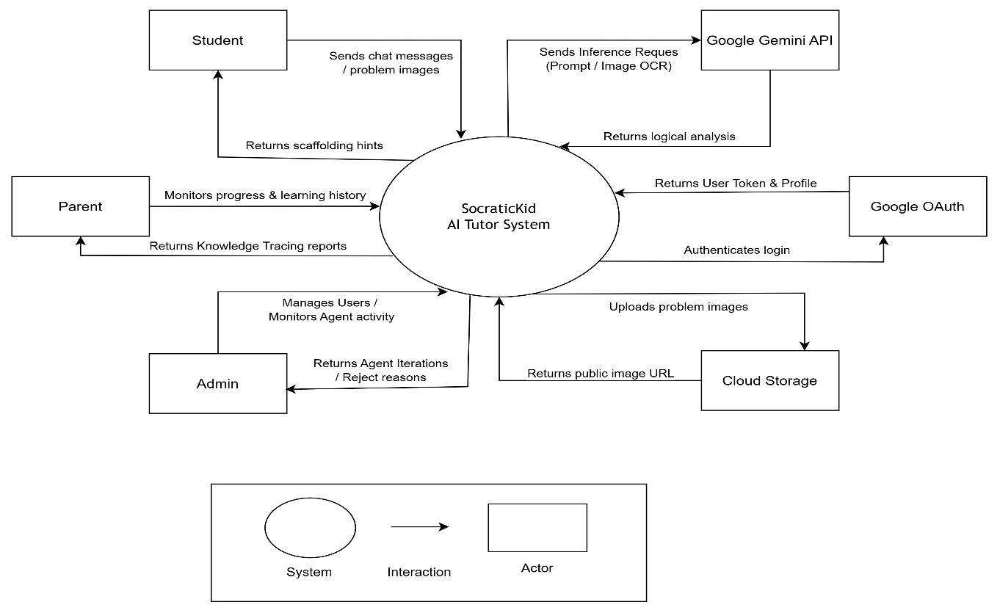 Student
Google Gemini API
Sends chat messages
/ problem images
Sends Inference Reques
(Prompt / Image OCR)
Returns scaffolding hints
Returns logical analysis
Parent
Monitors progress & learning history
Returns Knowledge Tracing reports
SocraticKid
AI Tutor System
Returns User Token & Profile
Google OAuth
Authenticates login
Manages Users /
Monitors Agent activity
Uploads problem images
Admin
Returns Agent Iterations
/ Reject reasons
Returns public image URL
Cloud Storage
System
Interaction
Actor